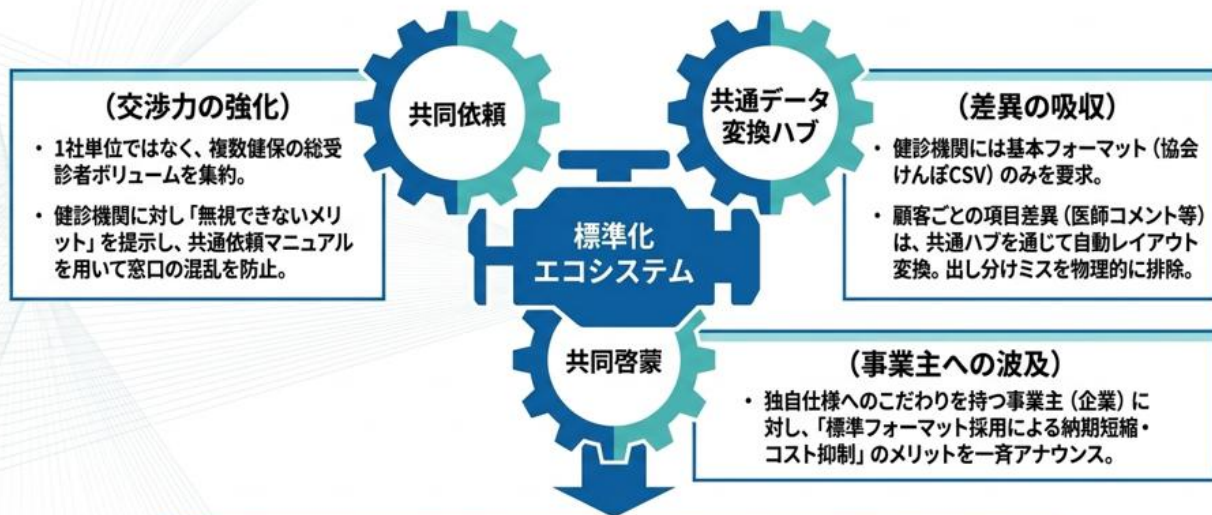 共同依頼
(交渉力の強化)
・ 1社単位ではなく、複数健保の総受
診者ボリュームを集約。
・ 健診機関に対し「無視できないメリ
ット」を提示し、共通依頼マニュアル
を用いて窓口の混乱を防止。
共通データ
変換ハブ
(差異の吸収)
・ 健診機関には基本フォーマット(協会
けんぽCSV)のみを要求。
・ 顧客ごとの項目差異(医師コメント等)
は、共通ハブを通じて自動レイアウト
変換。出し分けミスを物理的に排除。
標準化
エコシステム
共同啓蒙
(事業主への波及)
・ 独自仕様へのこだわりを持つ事業主(企業)に
対し、「標準フォーマット採用による納期短縮・
コスト抑制」のメリットを一斉アナウンス。